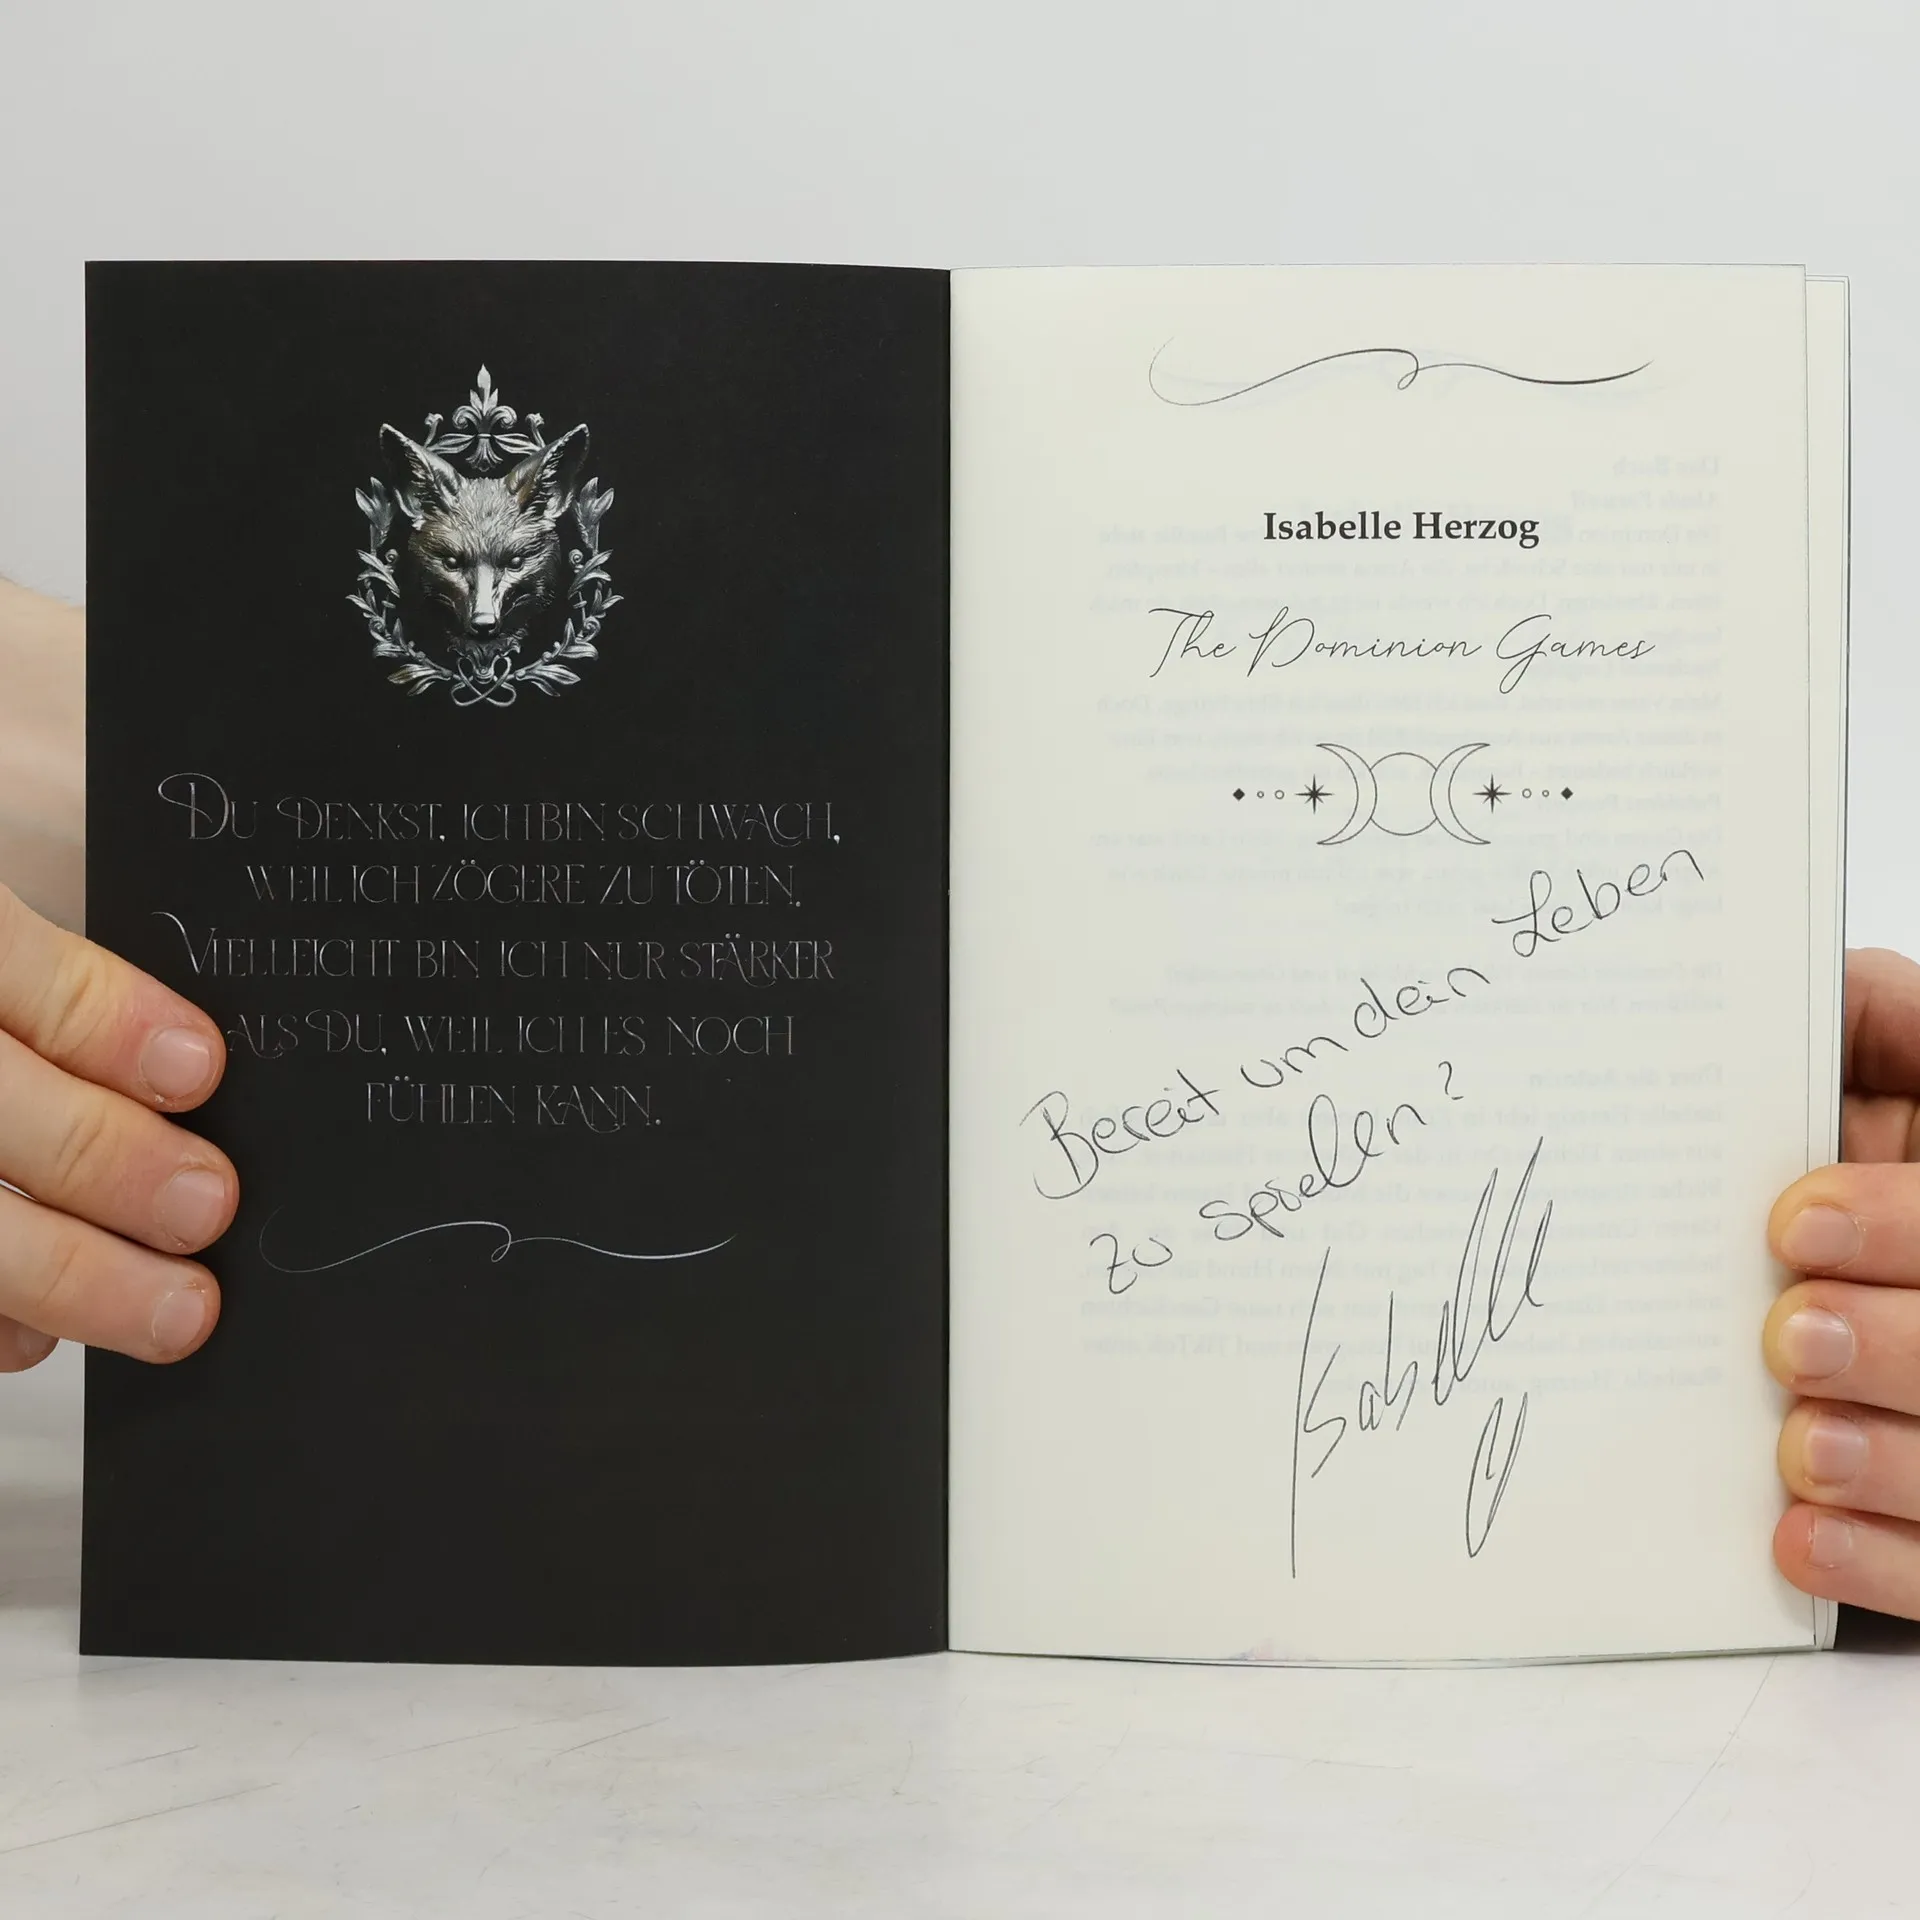 DU DENKST, ICH BIN SCHWACH,
WEIL ICH ZÖGERE ZU TÖTEN.
VIELLEICHT BIN ICH NUR STÄRKER
ALS DU, WEIL ICH ES NOCH
FÜHLEN KANN.
Isabelle Herzog
The Dominion Games
Bereit um dein Leben
zu spielen?
Isabelle